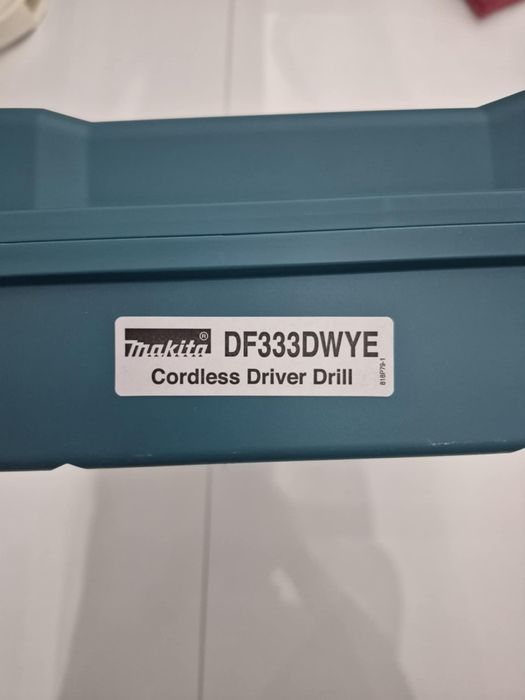 makita® DF333DWYE
Cordless Driver Drill
818P79-1